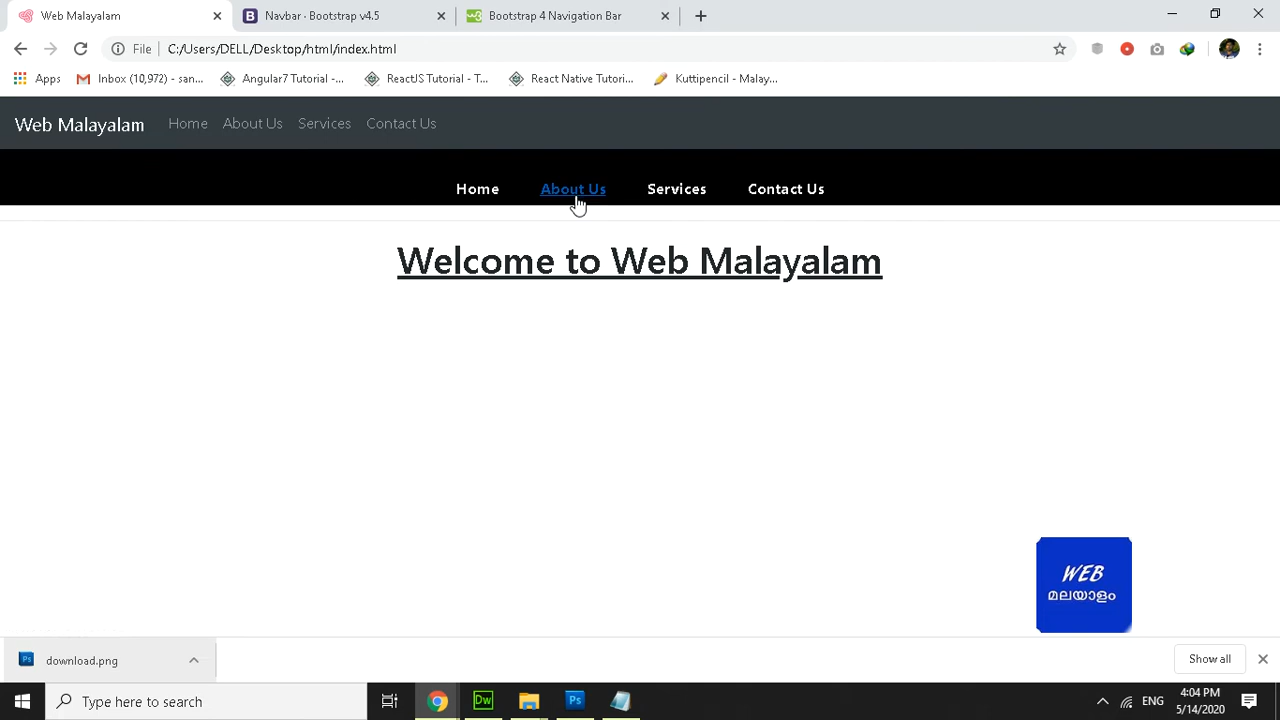 Web Malayalam
Navbar · Bootstrap v4.5
Bootstrap 4 Navigation Bar
File
C:/Users/DELL/Desktop/html/index.html
Apps
Inbox (10,972) - san...
Angular7 Tutorial -...
ReactJS Tutorial - T...
React Native Tutori...
Kuttipencil - Malay...
Web Malayalam
Home
About Us
Services
Contact Us
Home
About Us
Services
Contact Us
Welcome to Web Malayalam
WEB
മലയാളം
download.png
Show all
Type here to search
Dw
Ps
ENG
4:04 PM
5/14/2020